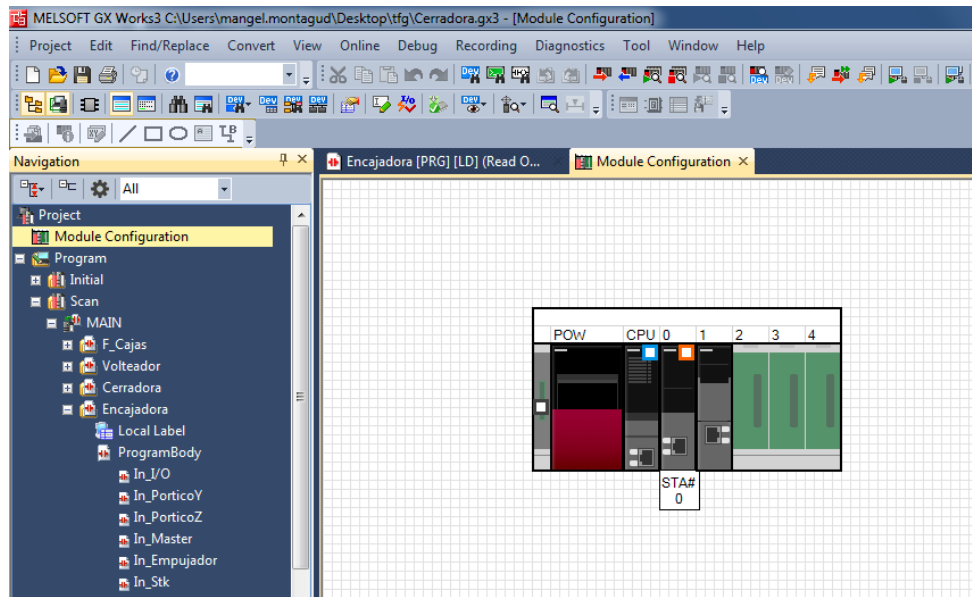 MELSOFT GX Works3 C:\Users\mangel.montagud\Desktop\tfg\Cerradora.gx3 - [Module Configuration]
Project Edit Find/Replace Convert View Online Debug Recording Diagnostics Tool Window Help
Navigation
Encajadora [PRG] [LD] (Read O...
Module Configuration
All
Project
Module Configuration
Program
Initial
Scan
MAIN
F_Cajas
Volteador
Cerradora
Encajadora
Local Label
ProgramBody
In_I/O
In_PorticoY
In_PorticoZ
In_Master
In_Empujador
In_Stk
POW CPU 0 1 2 3 4
STA#
0